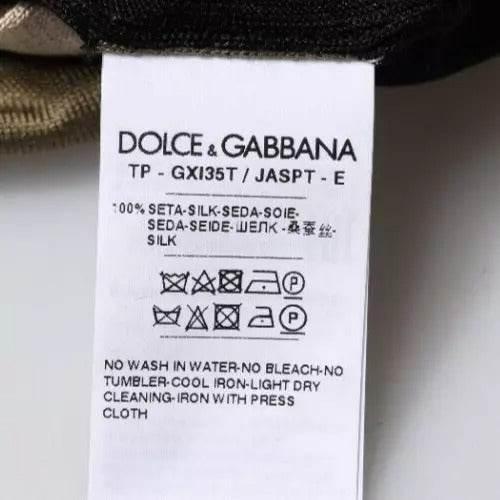 DOLCE & GABBANA
TP - GXI35T / JASPT - E
100% SETA-SILK-SEDA-SOIE-
SEDA-SEIDE-ШЕЛК -桑蚕丝-
SILK
P
P
NO WASH IN WATER-NO BLEACH-NO
TUMBLER-COOL IRON-LIGHT DRY
CLEANING-IRON WITH PRESS
CLOTH